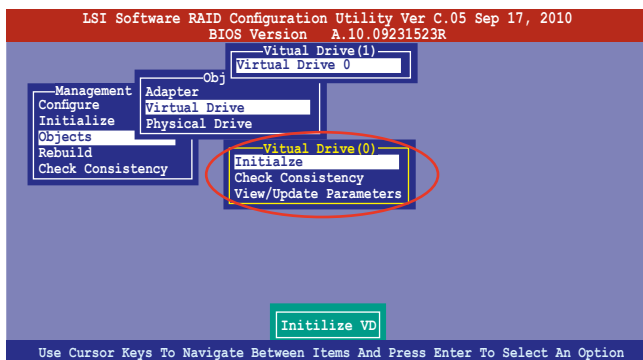 LSI Software RAID Configuration Utility Ver C.05 Sep 17, 2010
BIOS Version A.10.09231523R
Vitual Drive(1)
Virtual Drive 0
Obj
Adapter
Virtual Drive
Physical Drive
Management
Configure
Initialize
Objects
Rebuild
Check Consistency
Vitual Drive(0)
Initialze
Check Consistency
View/Update Parameters
Initilize VD
Use Cursor Keys To Navigate Between Items And Press Enter To Select An Option